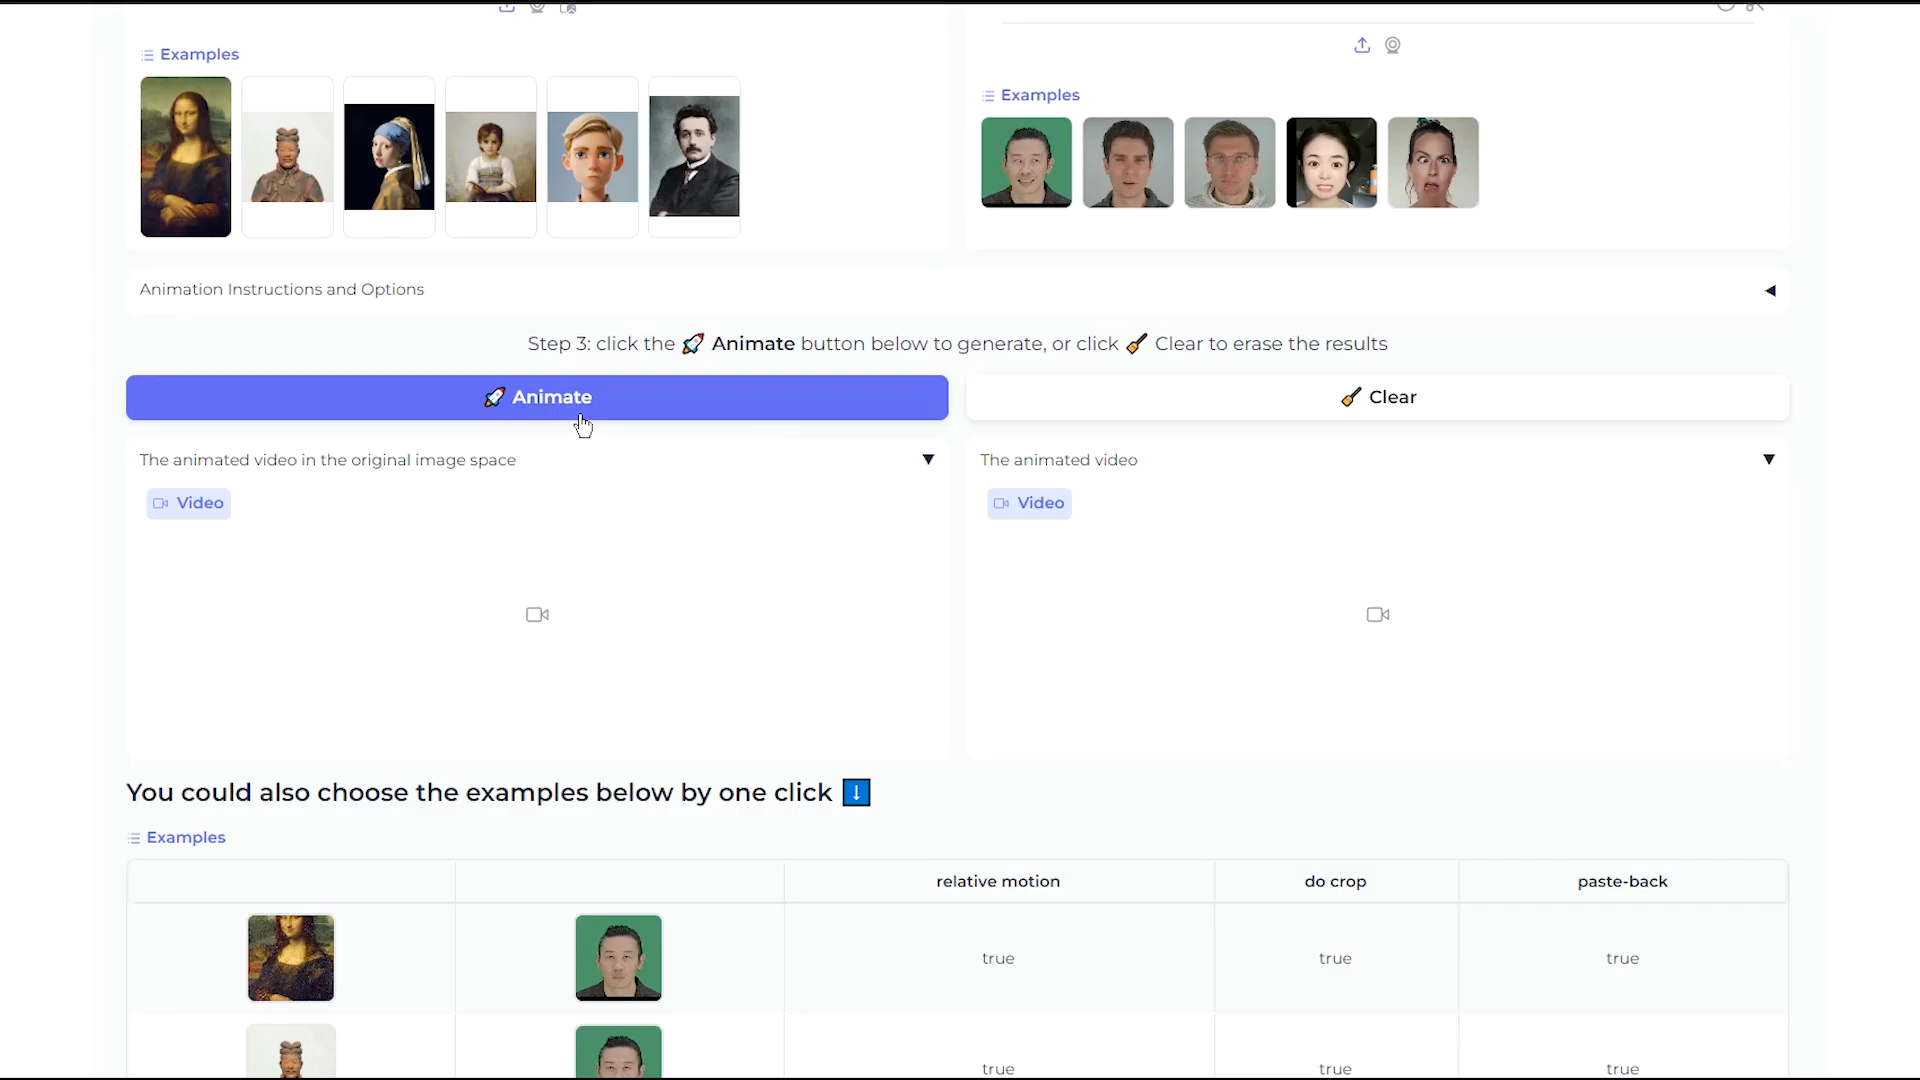 Examples
Examples
Animation Instructions and Options
Step 3: click the 🚀 Animate button below to generate, or click 🧹 Clear to erase the results
🚀 Animate
🧹 Clear
The animated video in the original image space
The animated video
Video
Video
You could also choose the examples below by one click ⬇️
Examples
relative motion do crop paste-back
true true true
true true true